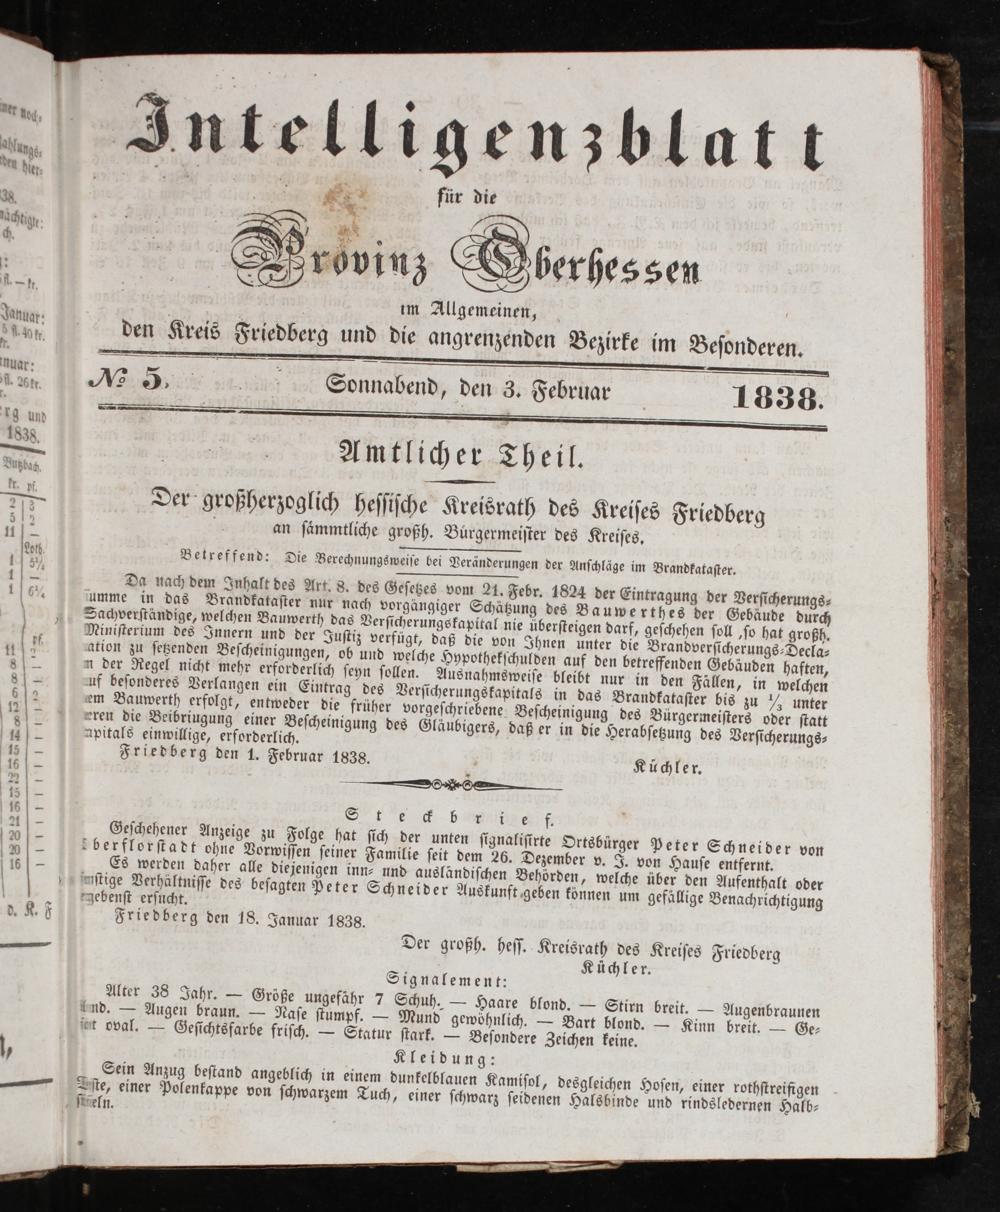 Intelligenzblatt
für die
Provinz Oberhessen
im Allgemeinen,
den Kreis Friedberg und die angrenzenden Bezirke im Besonderen.
№ 5. Sonnabend, den 3. Februar 1838.
Amtlicher Theil.
Der großherzoglich hessische Kreisrath des Kreises Friedberg
an sämmtliche großh. Bürgermeister des Kreises.
Betreffend: Die Berechnungsweise bei Veränderungen der Anschläge im Brandkataster.
Da nach dem Inhalt des Art. 8. des Gesetzes vom 21. Febr. 1824 der Eintragung der Versicherungs-
umme in das Brandkataster nur nach vorgängiger Schätzung des Bauwerthes der Gebäude durch
Sachverständige, welchen Bauwerth das Versicherungskapital nie übersteigen darf, geschehen soll, so hat großh.
Ministerium des Innern und der Justiz verfügt, daß die von Ihnen unter die Brandversicherungs-Decla-
ation zu setzenden Bescheinigungen, ob und welche Hypothekschulden auf den betreffenden Gebäuden haften,
n der Regel nicht mehr erforderlich seyn sollen. Ausnahmsweise bleibt nur in den Fällen, in welchen
uf besonderes Verlangen ein Eintrag des Versicherungskapitals in das Brandkataster bis zu 1/3 unter
em Bauwerth erfolgt, entweder die früher vorgeschriebene Bescheinigung des Bürgermeisters oder statt
eren die Beibringung einer Bescheinigung des Gläubigers, daß er in die Herabsetzung des Versicherungs-
apitals einwillige, erforderlich.
Friedberg den 1. Februar 1838.
Küchler.
Steckbrief.
Geschehener Anzeige zu Folge hat sich der unten signalisirte Ortsbürger Peter Schneider von
berflorstadt ohne Vorwissen seiner Familie seit dem 26. Dezember v. J. von Hause entfernt.
Es werden daher alle diejenigen inn- und ausländischen Behörden, welche über den Aufenthalt oder
onstige Verhältnisse des besagten Peter Schneider Auskunft geben können um gefällige Benachrichtigung
rgebenst ersucht.
Friedberg den 18. Januar 1838.
Der großh. hess. Kreisrath des Kreises Friedberg
Küchler.
Signalement:
Alter 38 Jahr. — Größe ungefähr 7 Schuh. — Haare blond. — Stirn breit. — Augenbraunen
lond. — Augen braun. — Nase stumpf. — Mund gewöhnlich. — Bart blond. — Kinn breit. — Ge-
icht oval. — Gesichtsfarbe frisch. — Statur stark. — Besondere Zeichen keine.
Kleidung:
Sein Anzug bestand angeblich in einem dunkelblauen Kamisol, desgleichen Hosen, einer rothstreifigen
Weste, einer Polenkappe von schwarzem Tuch, einer schwarz seidenen Halsbinde und rindsledernen Halb-
stiefeln.